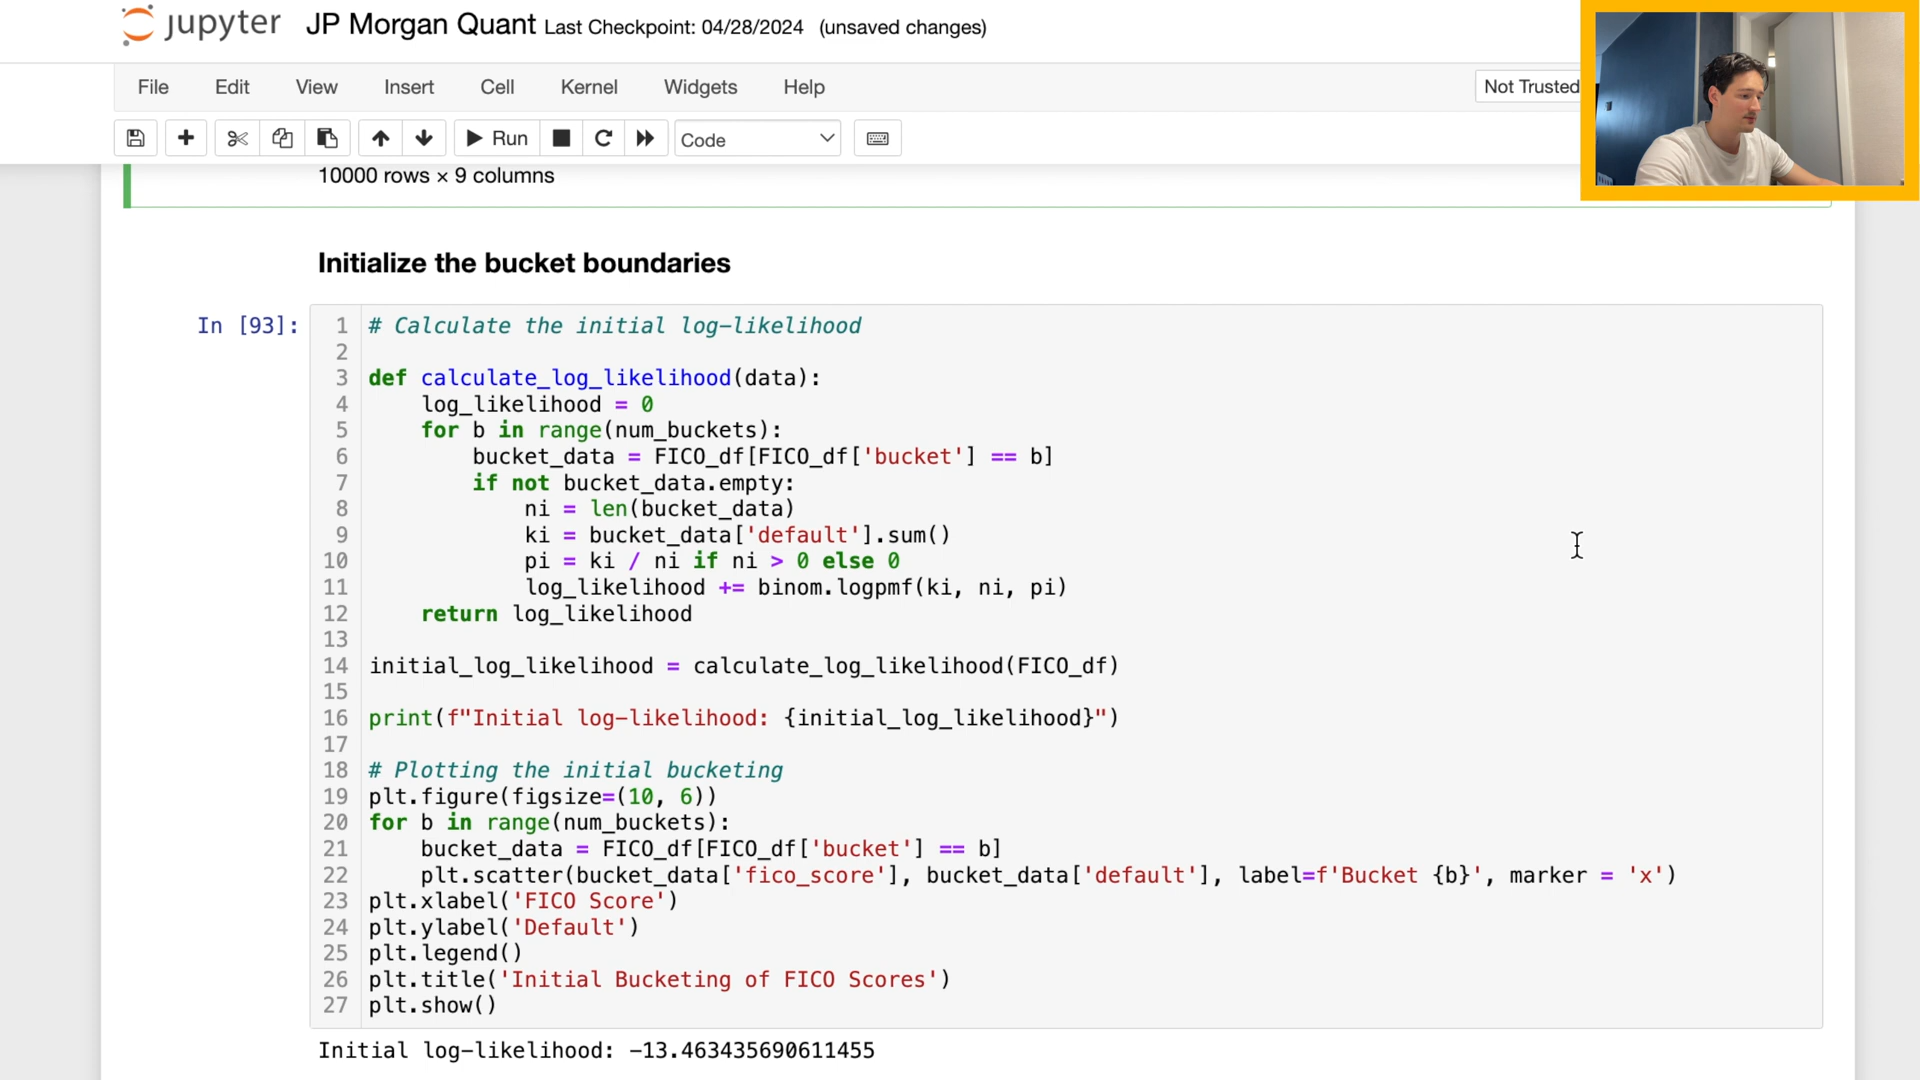 jupyter JP Morgan Quant Last Checkpoint: 04/28/2024 (unsaved changes)
File Edit View Insert Cell Kernel Widgets Help Not Trusted
Run Code
10000 rows × 9 columns
Initialize the bucket boundaries
In [93]:
1 # Calculate the initial log-likelihood
2
3 def calculate_log_likelihood(data):
4     log_likelihood = 0
5     for b in range(num_buckets):
6         bucket_data = FICO_df[FICO_df['bucket'] == b]
7         if not bucket_data.empty:
8             ni = len(bucket_data)
9             ki = bucket_data['default'].sum()
10             pi = ki / ni if ni > 0 else 0
11             log_likelihood += binom.logpmf(ki, ni, pi)
12     return log_likelihood
13
14 initial_log_likelihood = calculate_log_likelihood(FICO_df)
15
16 print(f"Initial log-likelihood: {initial_log_likelihood}")
17
18 # Plotting the initial bucketing
19 plt.figure(figsize=(10, 6))
20 for b in range(num_buckets):
21     bucket_data = FICO_df[FICO_df['bucket'] == b]
22     plt.scatter(bucket_data['fico_score'], bucket_data['default'], label=f'Bucket {b}', marker = 'x')
23 plt.xlabel('FICO Score')
24 plt.ylabel('Default')
25 plt.legend()
26 plt.title('Initial Bucketing of FICO Scores')
27 plt.show()
Initial log-likelihood: -13.463435690611455